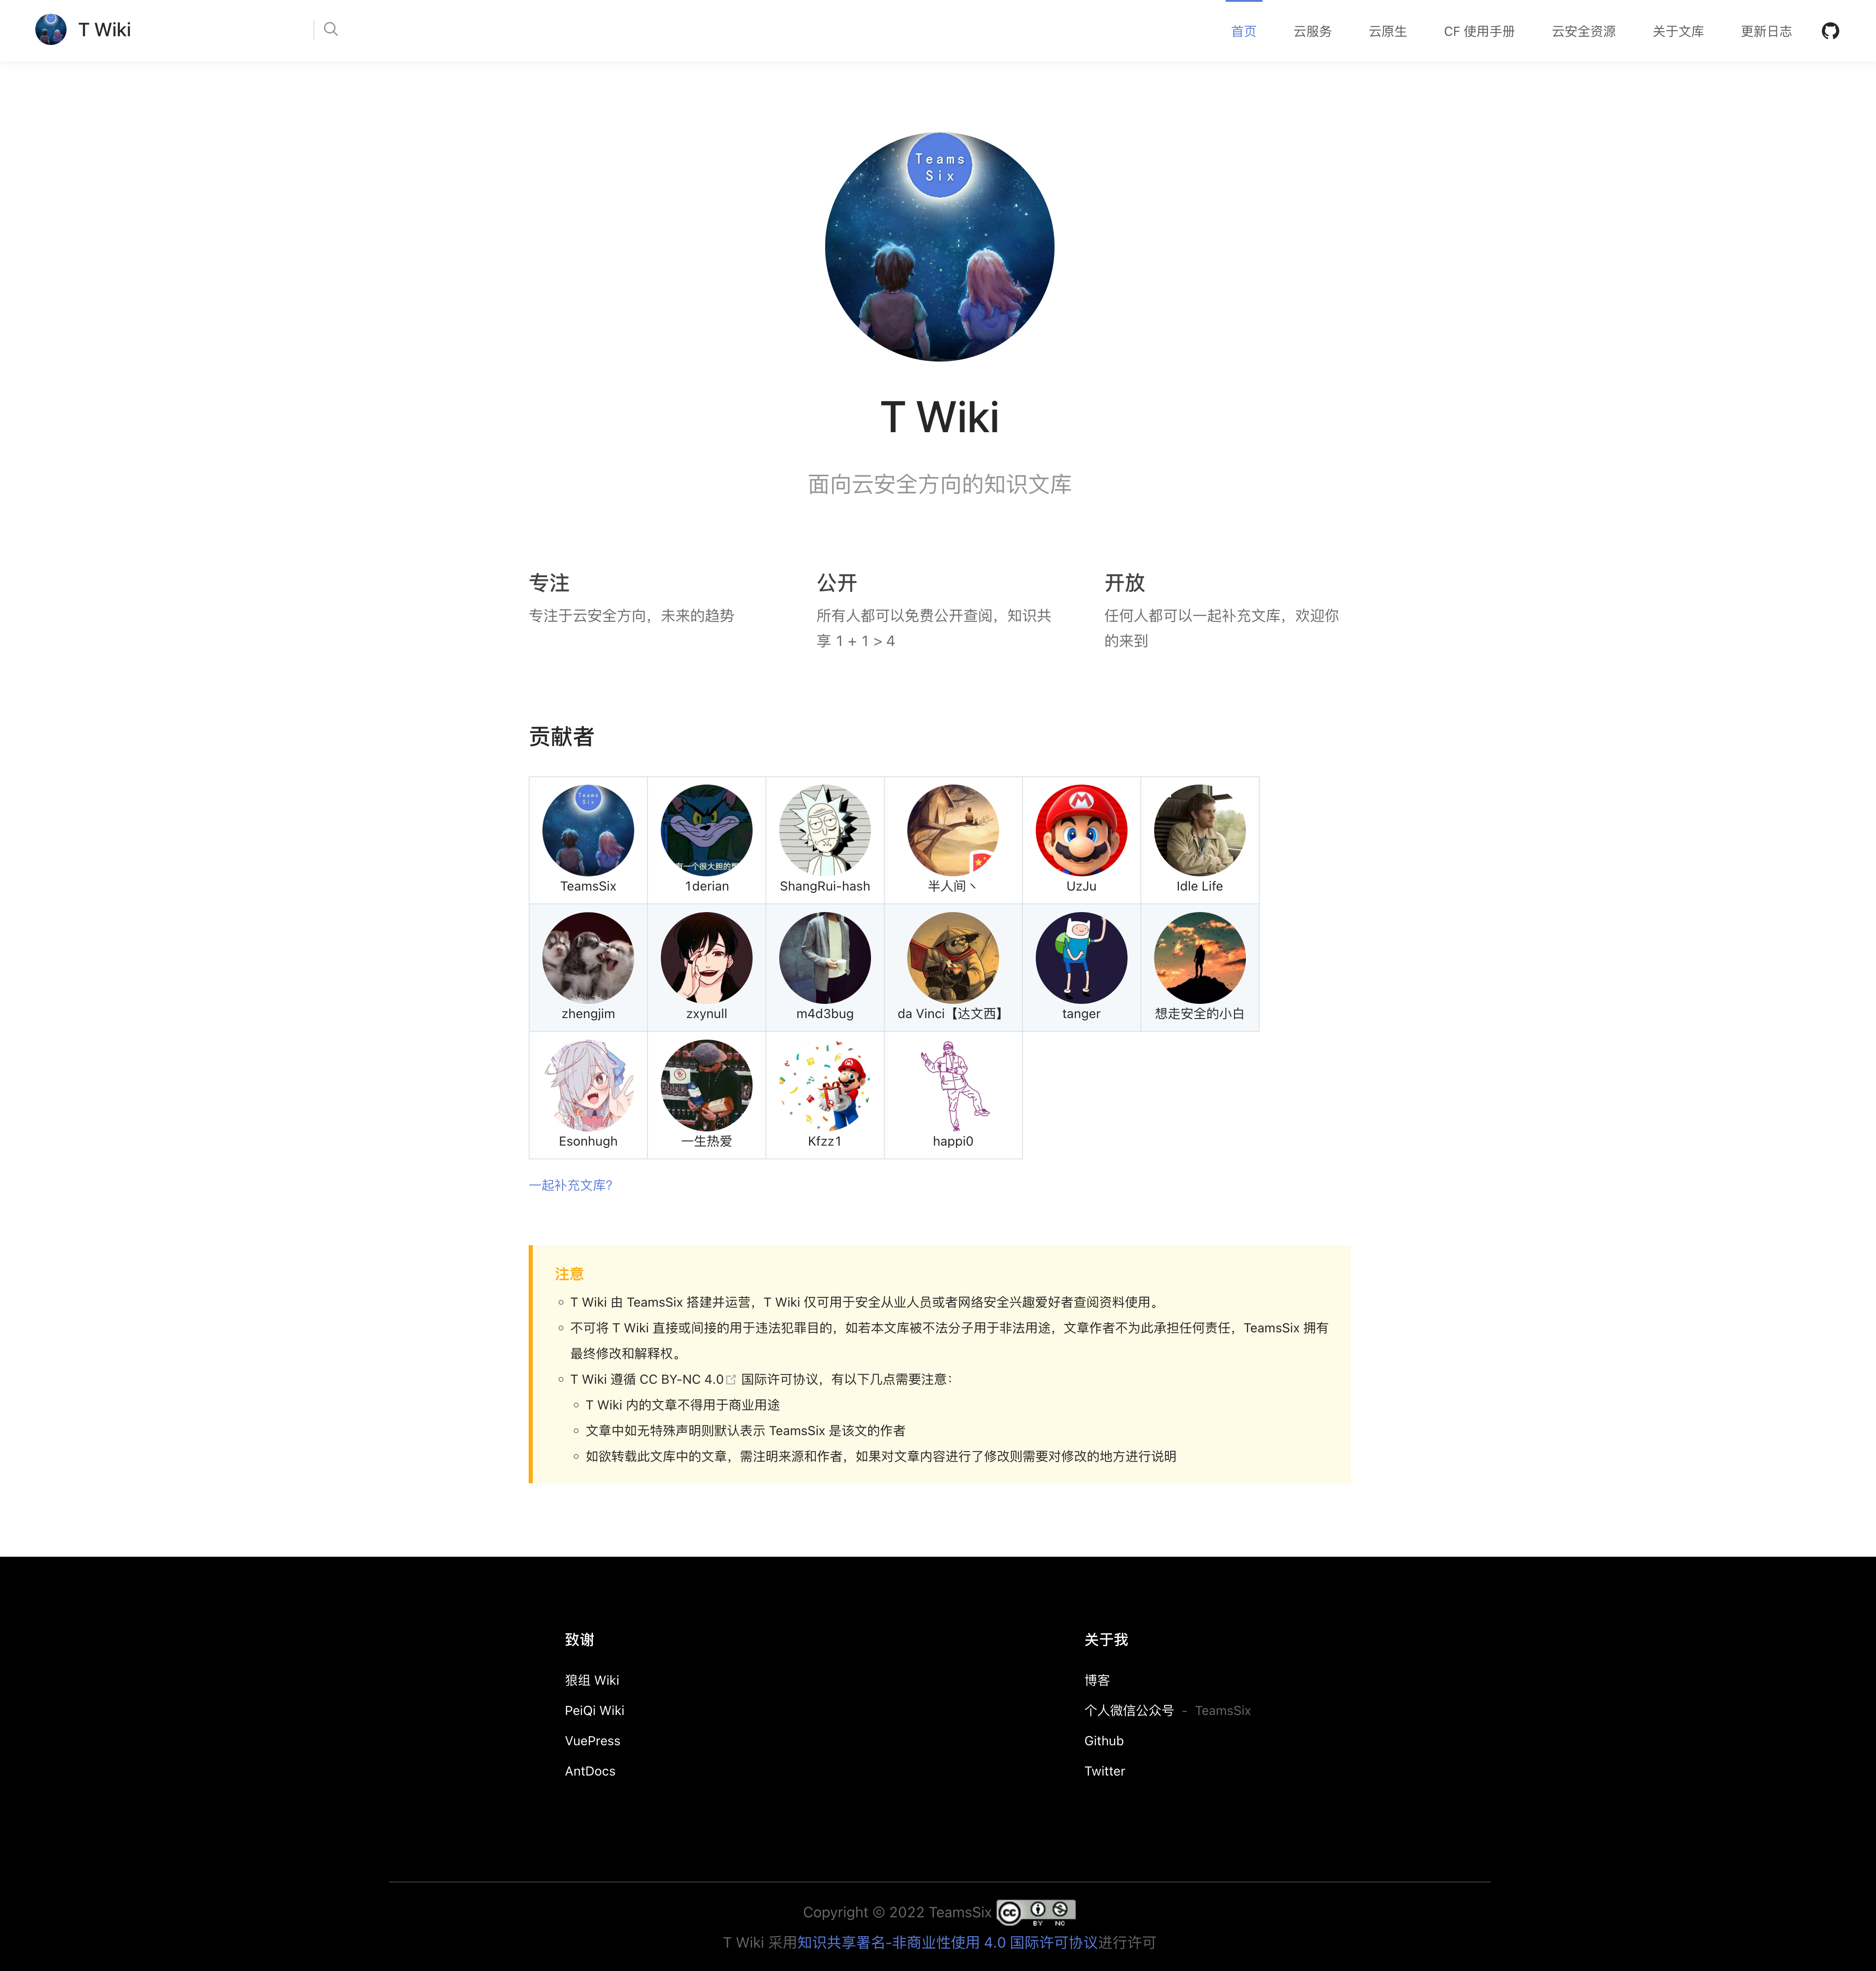 T Wiki
首页 云服务 云原生 CF 使用手册 云安全资源 关于文库 更新日志
Teams
Six
T Wiki
面向云安全方向的知识文库
专注
专注于云安全方向，未来的趋势
公开
所有人都可以免费公开查阅，知识共
享 1 + 1 > 4
开放
任何人都可以一起补充文库，欢迎你
的来到
贡献者
Teams
Six
有一个很大胆的
TeamsSix 1derian ShangRui-hash 半人间丶 UzJu Idle Life
zhengjim zxynull m4d3bug da Vinci【达文西】 tanger 想走安全的小白
Esonhugh 一生热爱 Kfzz1 happi0
一起补充文库?
注意
T Wiki 由 TeamsSix 搭建并运营，T Wiki 仅可用于安全从业人员或者网络安全兴趣爱好者查阅资料使用。
不可将 T Wiki 直接或间接的用于违法犯罪目的，如若本文库被不法分子用于非法用途，文章作者不为此承担任何责任，TeamsSix 拥有
最终修改和解释权。
T Wiki 遵循 CC BY-NC 4.0 国际许可协议，有以下几点需要注意：
T Wiki 内的文章不得用于商业用途
文章中如无特殊声明则默认表示 TeamsSix 是该文的作者
如欲转载此文库中的文章，需注明来源和作者，如果对文章内容进行了修改则需要对修改的地方进行说明
致谢
狼组 Wiki
PeiQi Wiki
VuePress
AntDocs
关于我
博客
个人微信公众号 - TeamsSix
Github
Twitter
Copyright © 2022 TeamsSix cc BY NC
T Wiki 采用知识共享署名-非商业性使用 4.0 国际许可协议进行许可